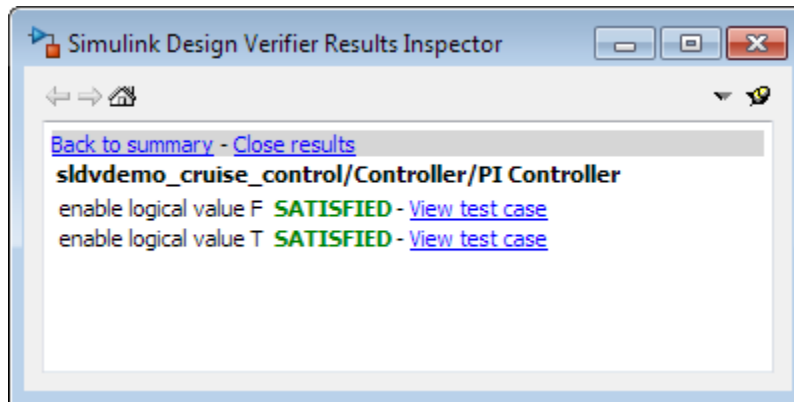 Simulink Design Verifier Results Inspector
Back to summary - Close results
sldvdemo_cruise_control/Controller/PI Controller
enable logical value F SATISFIED - View test case
enable logical value T SATISFIED - View test case